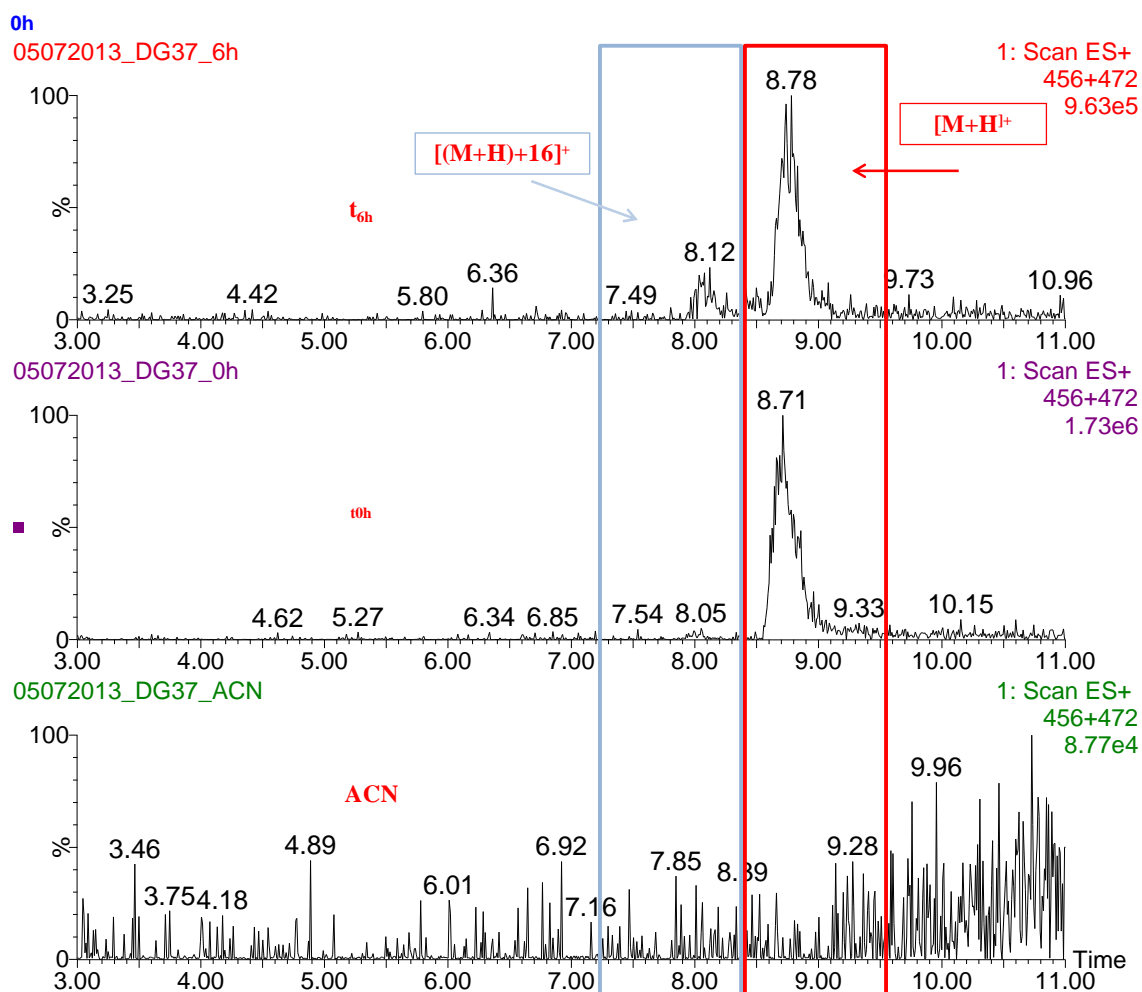 0h
05072013_DG37_6h
1: Scan ES+
456+472
9.63e5
100
%
0
8.78
[(M+H)+16]+
[M+H]+
t6h
3.25
4.42
5.80
6.36
7.49
8.12
9.73
10.96
3.00 4.00 5.00 6.00 7.00 8.00 9.00 10.00 11.00
05072013_DG37_0h
1: Scan ES+
456+472
1.73e6
100
%
0
8.71
t0h
4.62
5.27
6.34
6.85
7.54
8.05
9.33
10.15
3.00 4.00 5.00 6.00 7.00 8.00 9.00 10.00 11.00
05072013_DG37_ACN
1: Scan ES+
456+472
8.77e4
100
%
0
ACN
3.46
3.75
4.18
4.89
6.01
6.92
7.16
7.85
8.39
9.28
9.96
Time
3.00 4.00 5.00 6.00 7.00 8.00 9.00 10.00 11.00